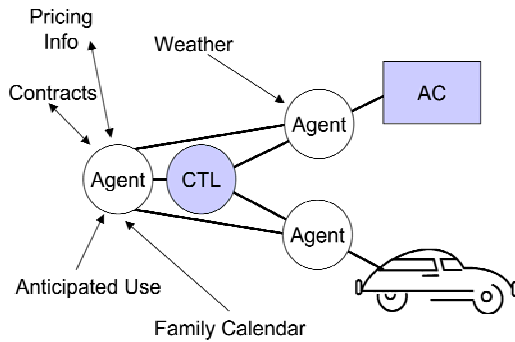 Pricing
Info
Weather
Contracts
AC
Agent
Agent
CTL
Agent
Anticipated Use
Family Calendar